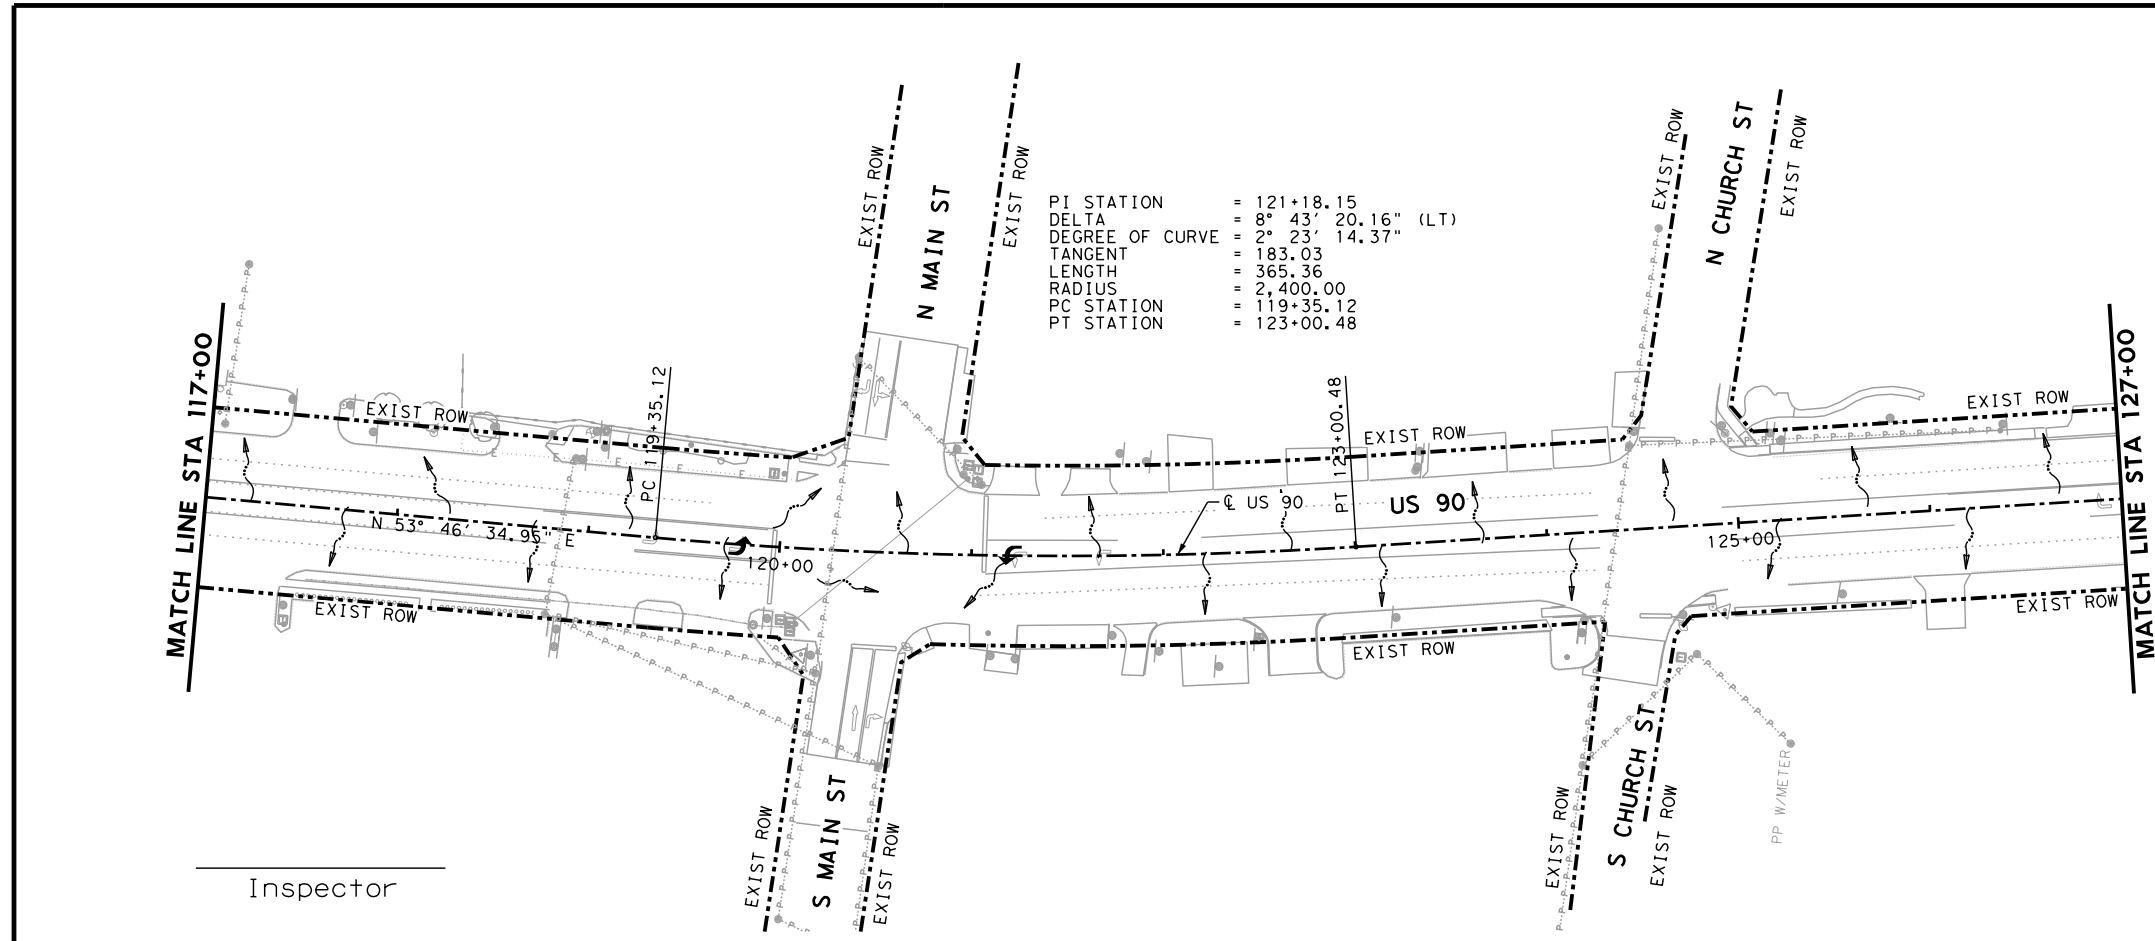 EXIST ROW
N MAIN ST
EXIST ROW
EXIST ROW
N CHURCH ST
EXIST ROW
PI STATION = 121+18.15
DELTA = 8° 43' 20.16" (LT)
DEGREE OF CURVE = 2° 23' 14.37"
TANGENT = 183.03
LENGTH = 365.36
RADIUS = 2,400.00
PC STATION = 119+35.12
PT STATION = 123+00.48
MATCH LINE STA 117+00
EXIST ROW
PC 119+35.12
PT 123+00.48
EXIST ROW
EXIST ROW
MATCH LINE STA 127+00
N 53° 46' 34.95" E
℄ US 90
US 90
120+00
125+00
EXIST ROW
EXIST ROW
EXIST ROW
EXIST ROW
S MAIN ST
EXIST ROW
EXIST ROW
S CHURCH ST
EXIST ROW
PP W/METER
Inspector